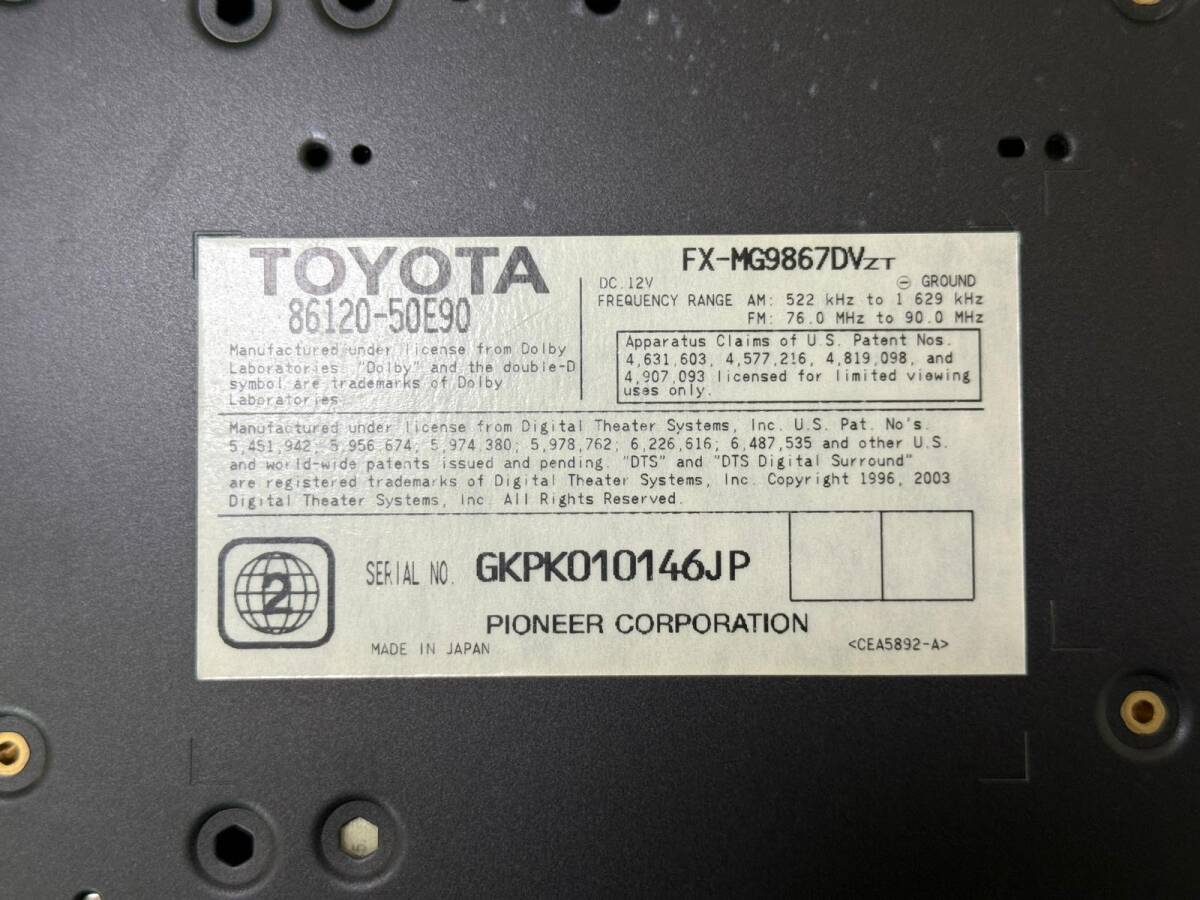 TOYOTA
86120-50E90
Manufactured under license from Dolby
Laboratories. "Dolby" and the double-D
symbol are trademarks of Dolby
Laboratories.
FX-MG9867DVZT
DC.12V ⊖ GROUND
FREQUENCY RANGE AM: 522 kHz to 1 629 kHz
FM: 76.0 MHz to 90.0 MHz
Apparatus Claims of U.S. Patent Nos.
4,631,603, 4,577,216, 4,819,098, and
4,907,093 licensed for limited viewing
uses only.
Manufactured under license from Digital Theater Systems, Inc. U.S. Pat. No's.
5,451,942; 5,956,674; 5,974,380; 5,978,762; 6,226,616; 6,487,535 and other U.S.
and world-wide patents issued and pending. "DTS" and "DTS Digital Surround"
are registered trademarks of Digital Theater Systems, Inc. Copyright 1996, 2003
Digital Theater Systems, Inc. All Rights Reserved.
2
SERIAL NO. GKPK010146JP
PIONEER CORPORATION
MADE IN JAPAN <CEA5892-A>